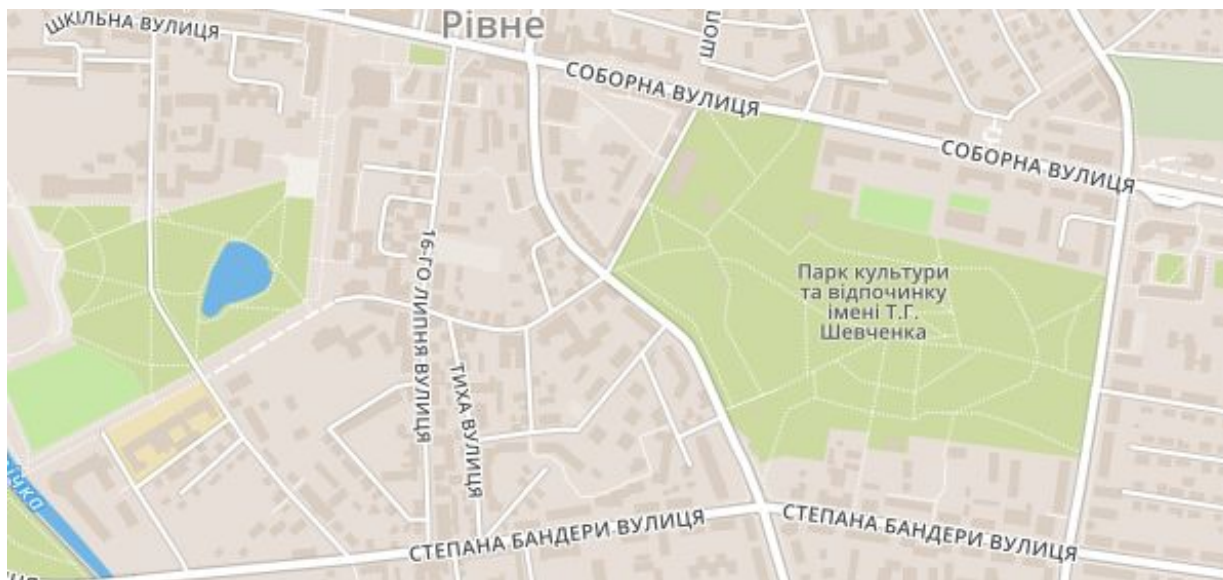 ШКІЛЬНА ВУЛИЦЯ
Рівне
СОБОРНА ВУЛИЦЯ
СОБОРНА ВУЛИЦЯ
16-ГО ЛИПНЯ ВУЛИЦЯ
Парк культури
та відпочинку
імені Т.Г.
Шевченка
ТИХА ВУЛИЦЯ
СТЕПАНА БАНДЕРИ ВУЛИЦЯ
СТЕПАНА БАНДЕРИ ВУЛИЦЯ